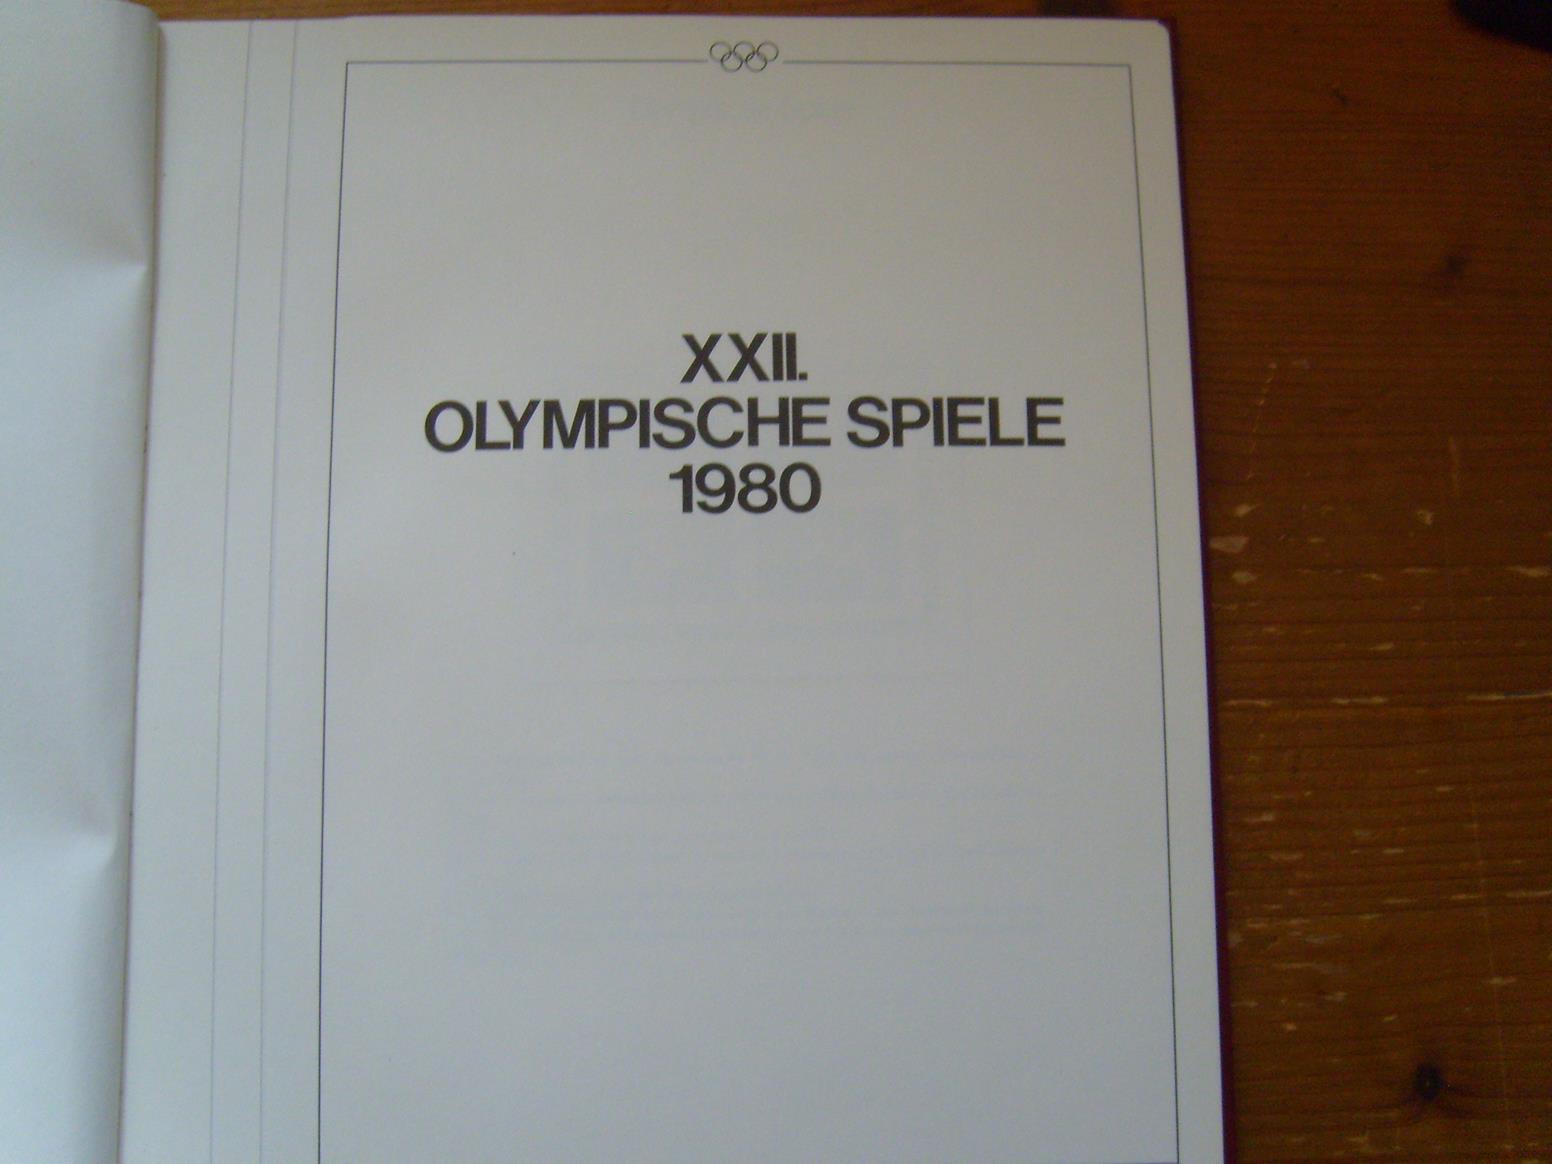 XXII.
OLYMPISCHE SPIELE
1980